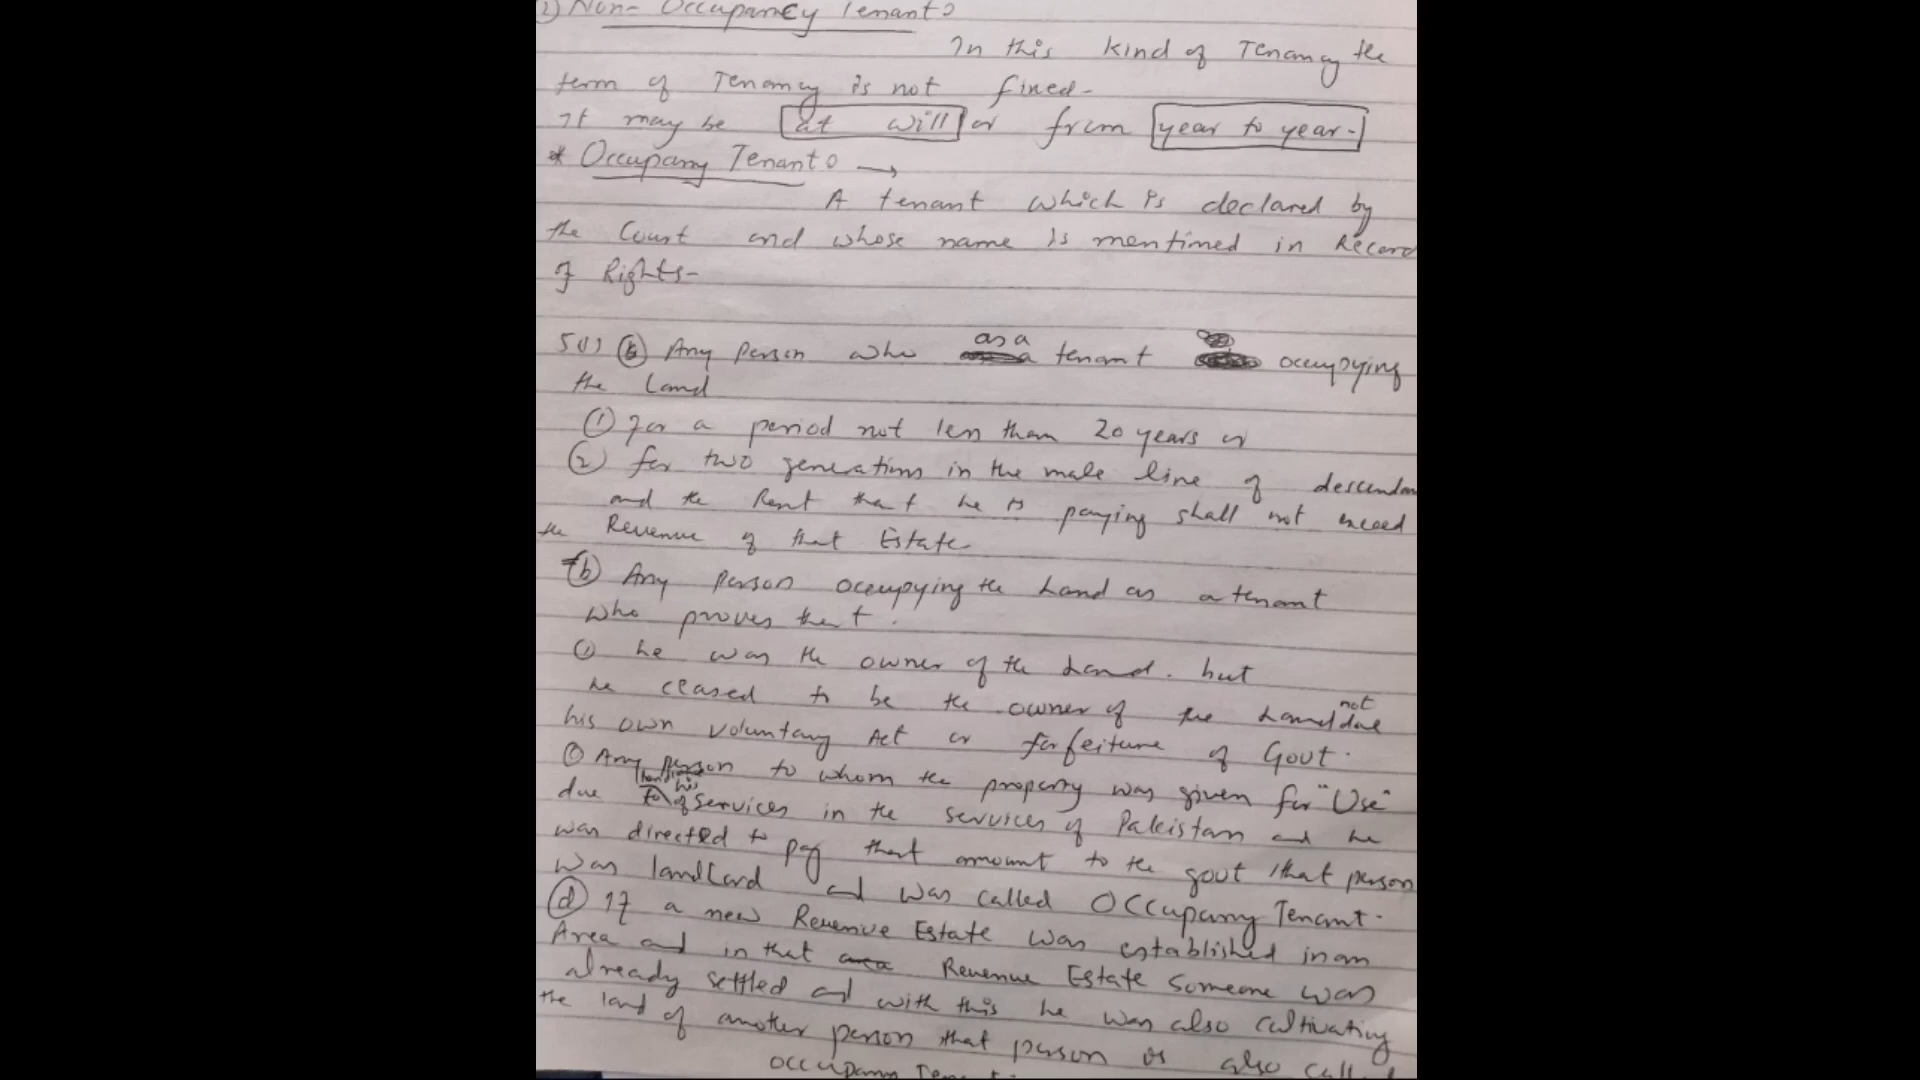 2) Non-Occupancy Tenant:
In this kind of Tenancy the
term of Tenancy is not fixed-
It may be at will or from year to year-
* Occupany Tenant: →
A tenant which is declared by
the Court and whose name is mentioned in Record
of Rights-
5(1) (a) Any person who as a tenant occupying
the Land
(1) For a period not less than 20 years or
(2) for two generations in the male line of descendan
and the Rent that he is paying shall not exceed
the Revenue of that Estate-
(b) Any person occupying the Land as a tenant
who proves that.
(1) he was the owner of the Land. but
he ceased to be the owner of the Land not due
his own voluntary Act or forfeiture of Govt.
(c) Any person to whom the property was given for "Use"
due to his services in the services of Pakistan and he
was directed to pay that amount to the govt that person
was landlord and was called Occupany Tenant.
(d) If a new Revenue Estate was established in an
Area and in that Revenue Estate someone was
already settled and with this he was also cultivating
the land of another person that person is also call
occupany Tenant.